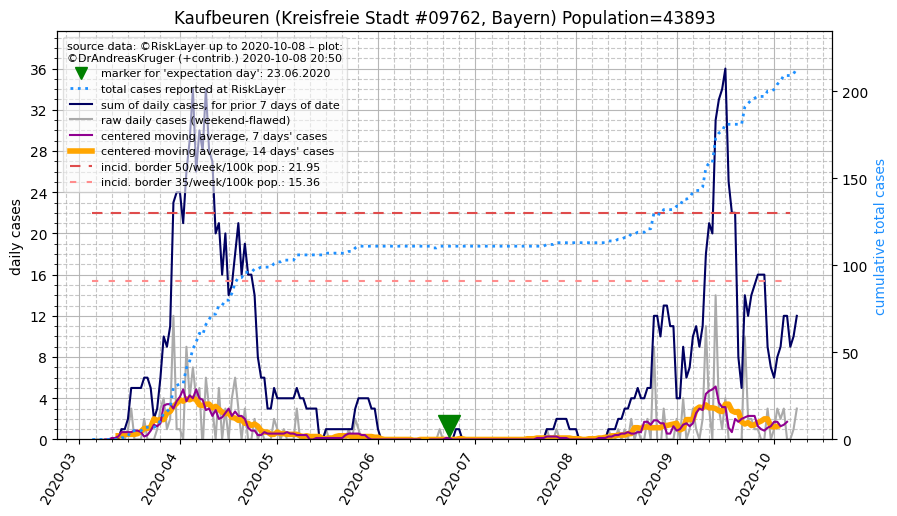 Kaufbeuren (Kreisfreie Stadt #09762, Bayern) Population=43893
source data: ©RiskLayer up to 2020-10-08 – plot:
©DrAndreasKruger (+contrib.) 2020-10-08 20:50
marker for 'expectation day': 23.06.2020
total cases reported at RiskLayer
sum of daily cases, for prior 7 days of date
raw daily cases (weekend-flawed)
centered moving average, 7 days' cases
centered moving average, 14 days' cases
incid. border 50/week/100k pop.: 21.95
incid. border 35/week/100k pop.: 15.36
daily cases
36
32
28
24
20
16
12
8
4
0
200
150
100
50
0
cumulative total cases
2020-03
2020-04
2020-05
2020-06
2020-07
2020-08
2020-09
2020-10